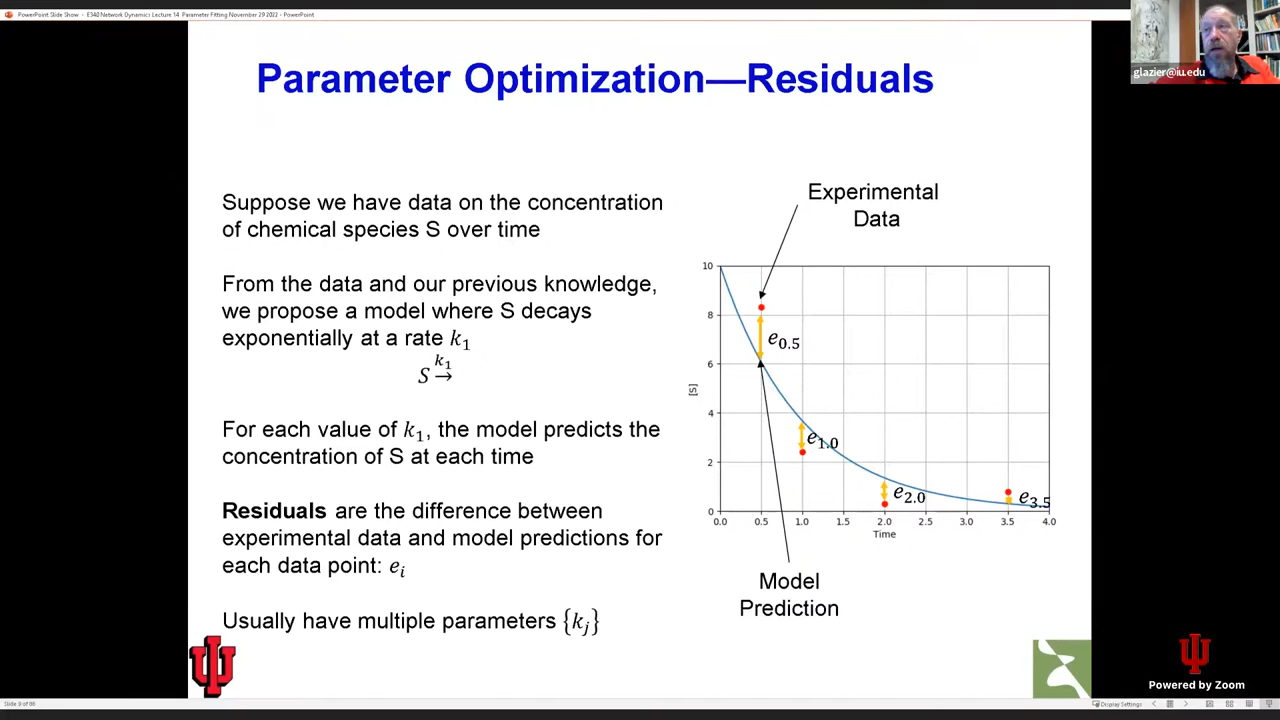 PowerPoint Slide Show - E340 Network Dynamics Lecture 14 Parameter Fitting November 29 2022 - PowerPoint
glazier@iu.edu
Parameter Optimization—Residuals
Suppose we have data on the concentration
of chemical species S over time
From the data and our previous knowledge,
we propose a model where S decays
exponentially at a rate k₁
k₁
S →
For each value of k₁, the model predicts the
concentration of S at each time
Residuals are the difference between
experimental data and model predictions for
each data point: eᵢ
Usually have multiple parameters {kⱼ}
Experimental
Data
10
8
6
4
2
0
[S]
e0.5
e1.0
e2.0
e3.5
0.0 0.5 1.0 1.5 2.0 2.5 3.0 3.5 4.0
Time
Model
Prediction
Powered by Zoom
Slide 9 of 86
Display Settings